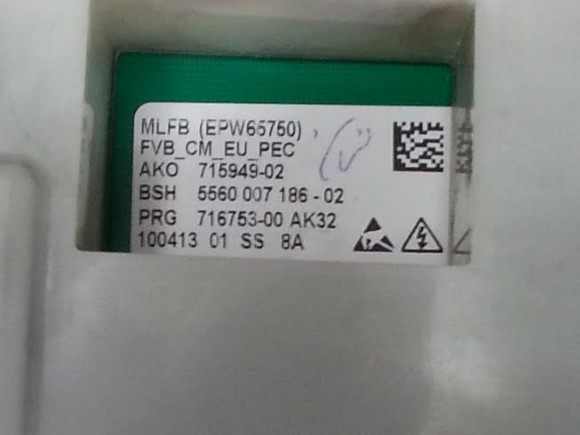 MLFB (EPW65750)
FVB_CM_EU_PEC
AKO 715949-02
BSH 5560 007 186 - 02
PRG 716753-00 AK32
100413 01 SS 8A